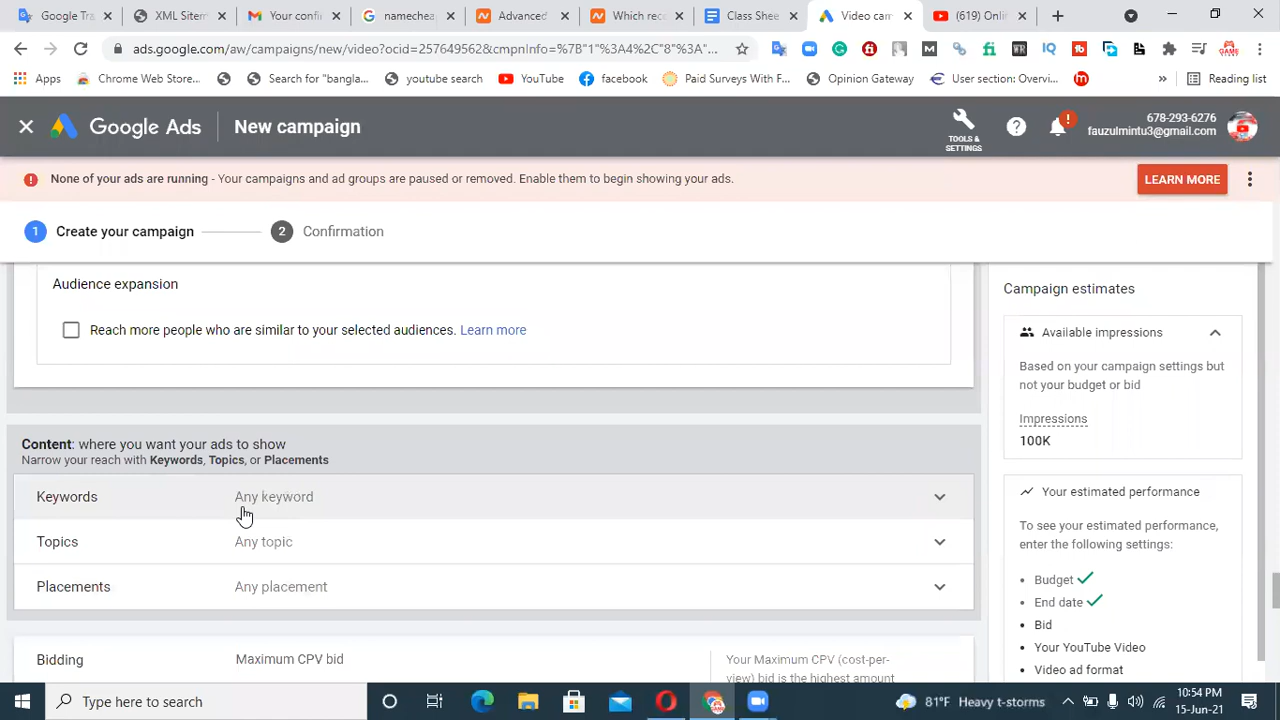 Google Tra
XML Sitem
Your confi
namechea
Advanced
Which reco
Class Shee
Video cam
(619) Onli
ads.google.com/aw/campaigns/new/video?ocid=257649562&cmpnInfo=%7B"1"%3A4%2C"8"%3A"...
Apps
Chrome Web Store...
Search for "bangla...
youtube.search
YouTube
facebook
Paid Surveys With F...
Opinion Gateway
User section: Overvi...
»
Reading list
Google Ads
New campaign
TOOLS &
SETTINGS
678-293-6276
fauzulmintu3@gmail.com
None of your ads are running - Your campaigns and ad groups are paused or removed. Enable them to begin showing your ads.
LEARN MORE
1 Create your campaign
2 Confirmation
Audience expansion
Reach more people who are similar to your selected audiences. Learn more
Content: where you want your ads to show
Narrow your reach with Keywords, Topics, or Placements
Keywords Any keyword
Topics Any topic
Placements Any placement
Bidding Maximum CPV bid
Your Maximum CPV (cost-per-
view) bid is the highest amount
Campaign estimates
Available impressions
Based on your campaign settings but
not your budget or bid
Impressions
100K
Your estimated performance
To see your estimated performance,
enter the following settings:
• Budget
• End date
• Bid
• Your YouTube Video
• Video ad format
Type here to search
81°F Heavy t-storms
10:54 PM
15-Jun-21